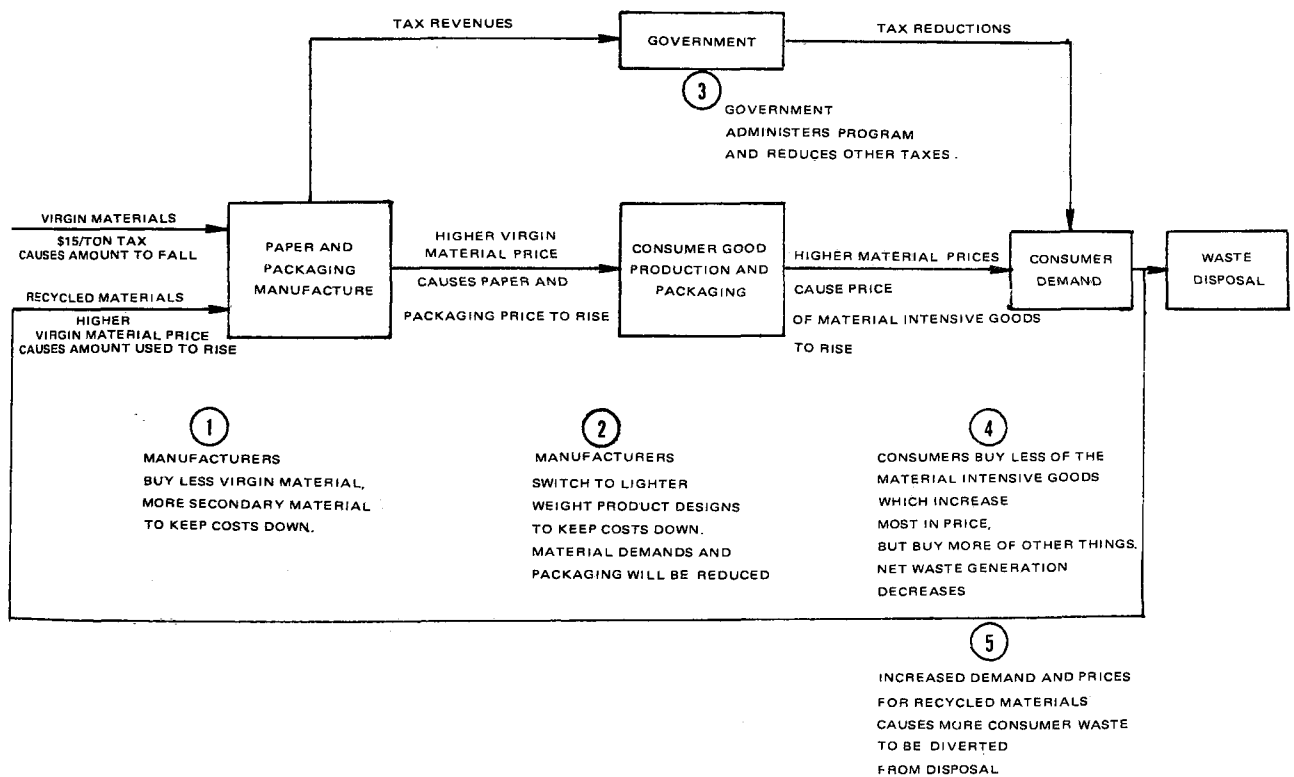 TAX REVENUES
GOVERNMENT
TAX REDUCTIONS
3
GOVERNMENT
ADMINISTERS PROGRAM
AND REDUCES OTHER TAXES.
VIRGIN MATERIALS
$15/TON TAX
CAUSES AMOUNT TO FALL
RECYCLED MATERIALS
HIGHER
VIRGIN MATERIAL PRICE
CAUSES AMOUNT USED TO RISE
PAPER AND
PACKAGING
MANUFACTURE
HIGHER VIRGIN
MATERIAL PRICE
CAUSES PAPER AND
PACKAGING PRICE TO RISE
CONSUMER GOOD
PRODUCTION AND
PACKAGING
HIGHER MATERIAL PRICES
CAUSE PRICE
OF MATERIAL INTENSIVE GOODS
TO RISE
CONSUMER
DEMAND
WASTE
DISPOSAL
1
MANUFACTURERS
BUY LESS VIRGIN MATERIAL,
MORE SECONDARY MATERIAL
TO KEEP COSTS DOWN.
2
MANUFACTURERS
SWITCH TO LIGHTER
WEIGHT PRODUCT DESIGNS
TO KEEP COSTS DOWN.
MATERIAL DEMANDS AND
PACKAGING WILL BE REDUCED
4
CONSUMERS BUY LESS OF THE
MATERIAL INTENSIVE GOODS
WHICH INCREASE
MOST IN PRICE,
BUT BUY MORE OF OTHER THINGS.
NET WASTE GENERATION
DECREASES
5
INCREASED DEMAND AND PRICES
FOR RECYCLED MATERIALS
CAUSES MORE CONSUMER WASTE
TO BE DIVERTED
FROM DISPOSAL